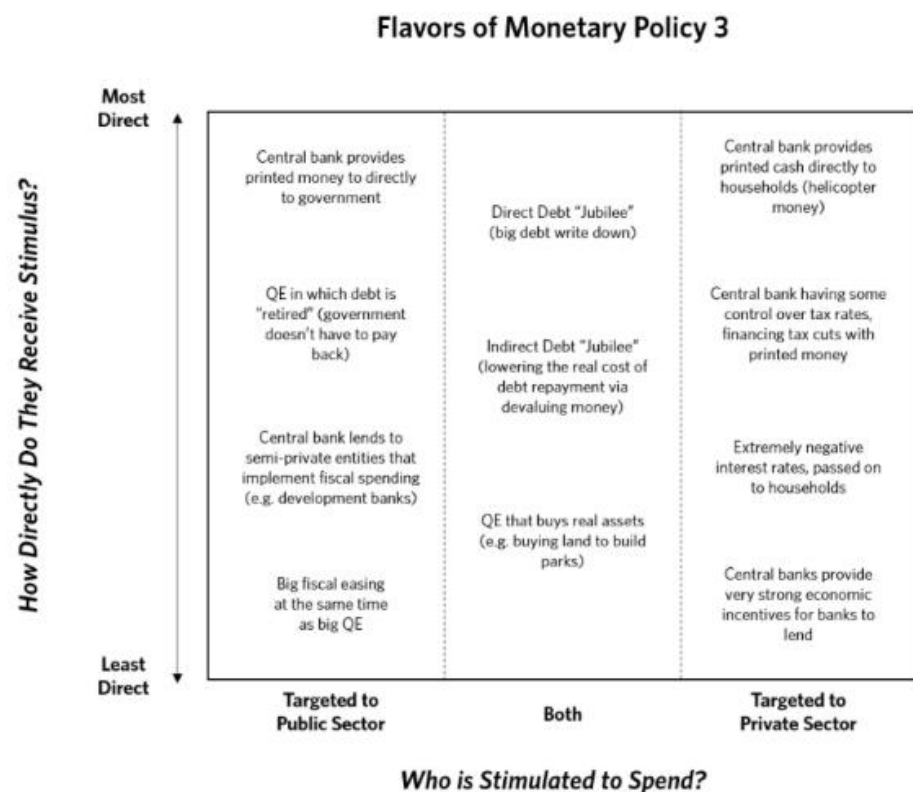 Flavors of Monetary Policy 3
Most
Direct
How Directly Do They Receive Stimulus?
Least
Direct
Central bank provides
printed money to directly
to government
QE in which debt is
"retired" (government
doesn't have to pay
back)
Central bank lends to
semi-private entities that
implement fiscal spending
(e.g. development banks)
Big fiscal easing
at the same time
as big QE
Direct Debt "Jubilee"
(big debt write down)
Indirect Debt "Jubilee"
(lowering the real cost of
debt repayment via
devaluing money)
QE that buys real assets
(e.g. buying land to build
parks)
Central bank provides
printed cash directly to
households (helicopter
money)
Central bank having some
control over tax rates,
financing tax cuts with
printed money
Extremely negative
interest rates, passed on
to households
Central banks provide
very strong economic
incentives for banks to
lend
Targeted to
Public Sector
Both
Targeted to
Private Sector
Who is Stimulated to Spend?